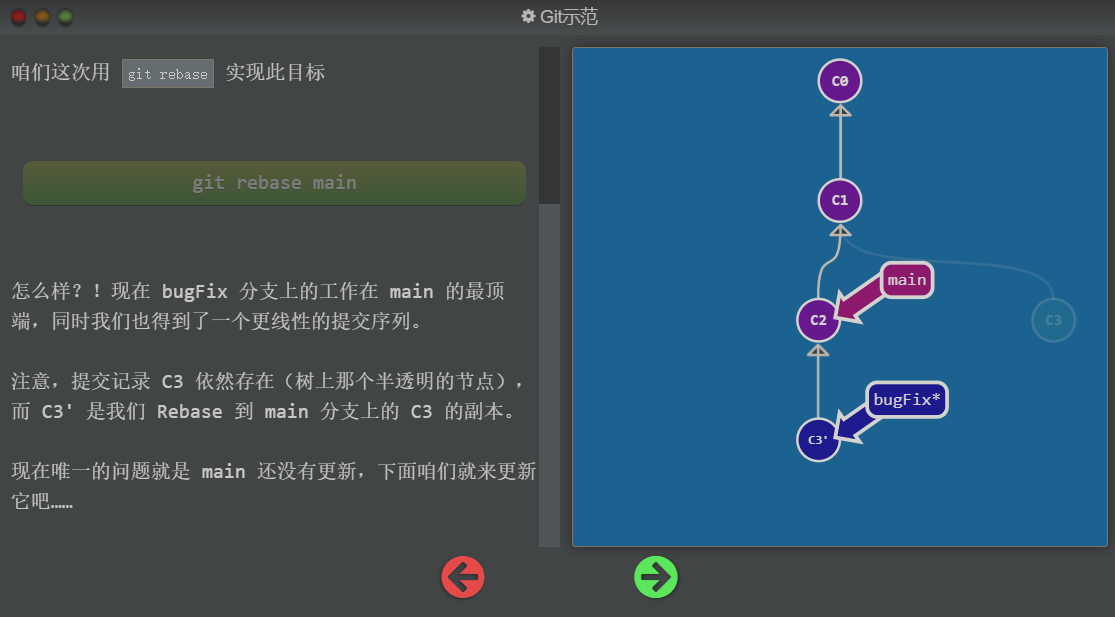 Git示范
咱们这次用 git rebase 实现此目标
git rebase main
怎么样?! 现在 bugFix 分支上的工作在 main 的最顶
端，同时我们也得到了一个更线性的提交序列。
注意，提交记录 C3 依然存在（树上那个半透明的节点），
而 C3' 是我们 Rebase 到 main 分支上的 C3 的副本。
现在唯一的问题就是 main 还没有更新，下面咱们就来更新
它吧……
C0
C1
main
C2
C3
bugFix*
C3'